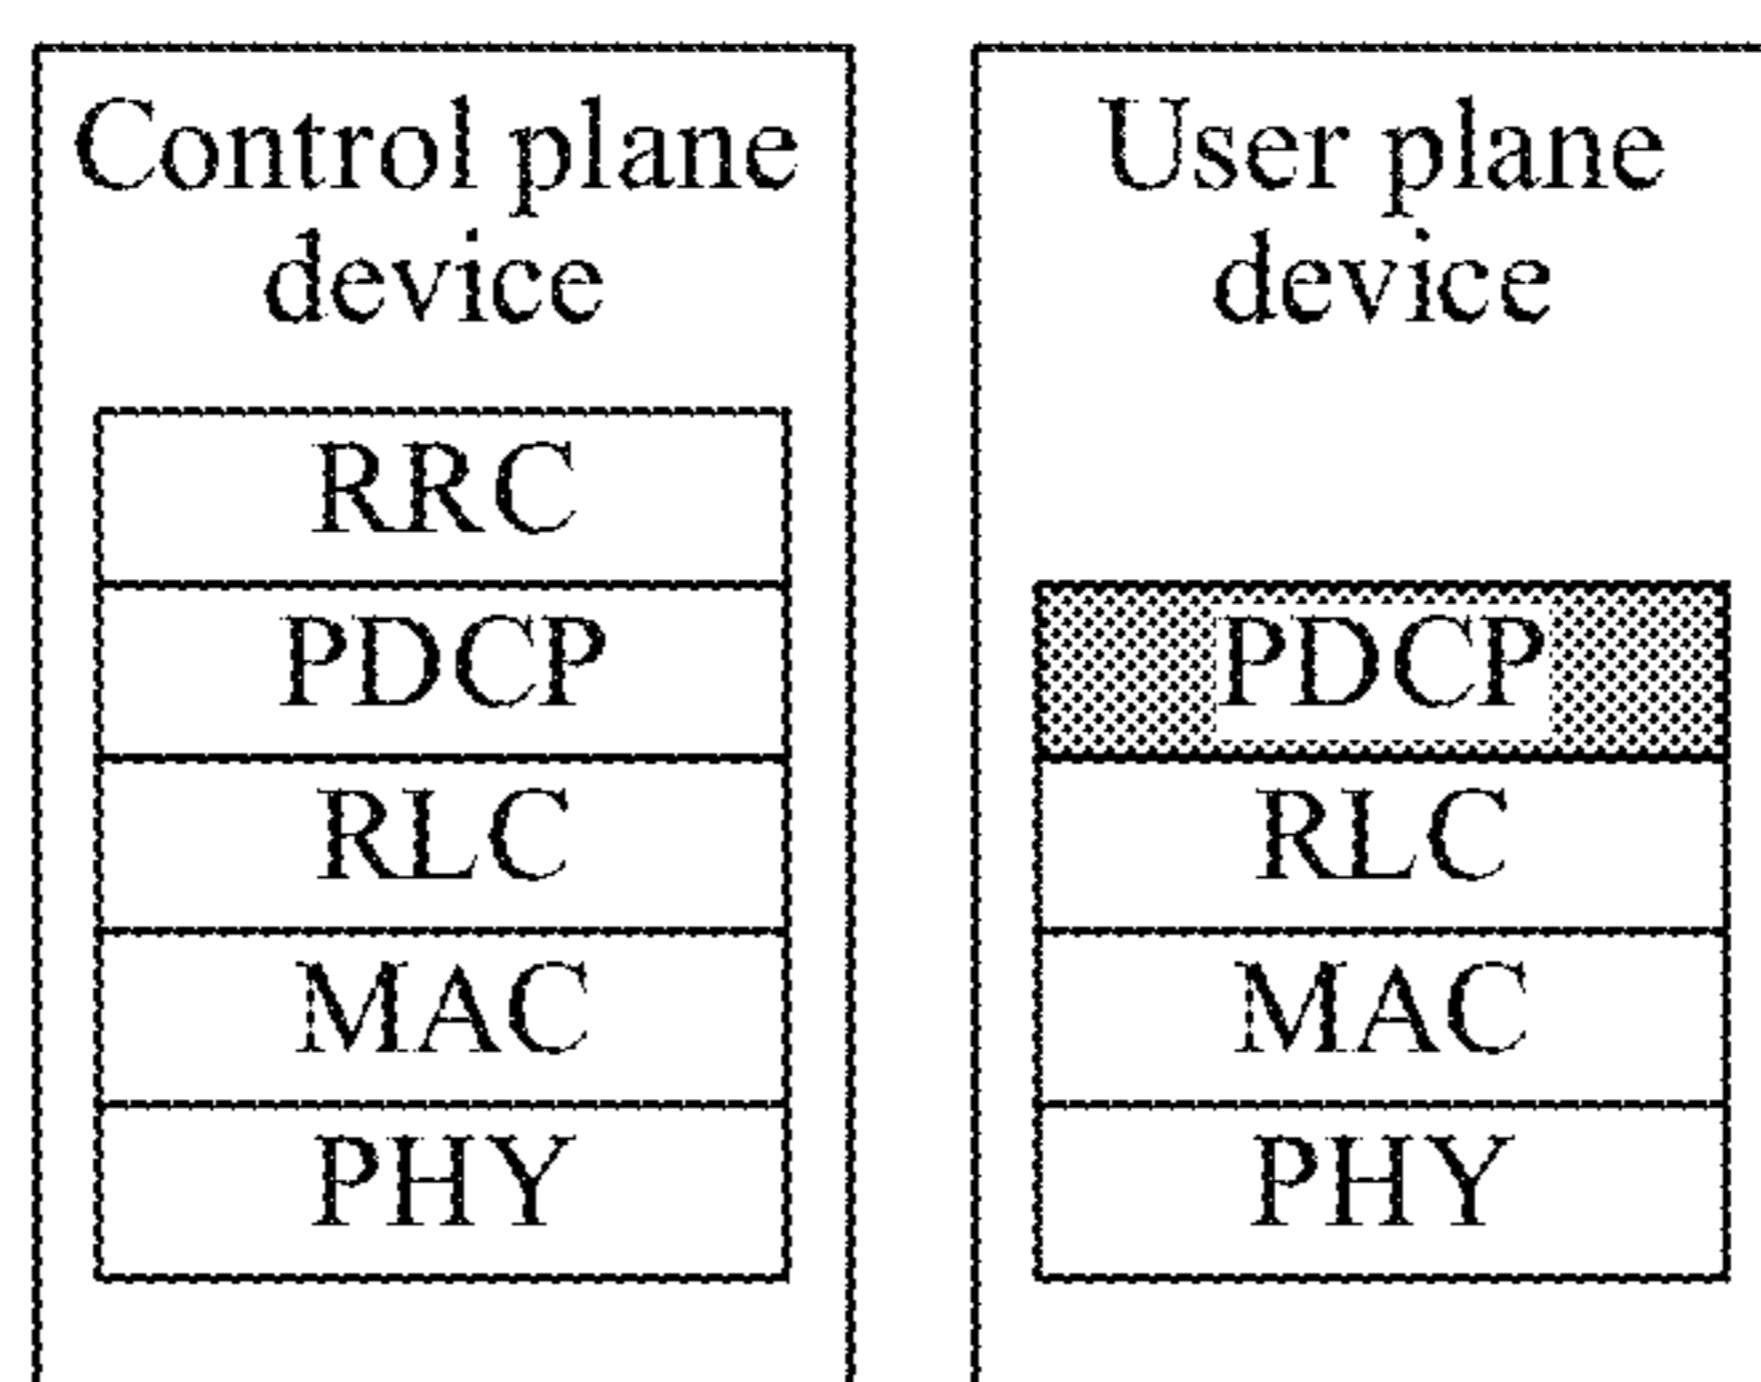 Control plane
device
RRC
PDCP
RLC
MAC
PHY
User plane
device
PDCP
RLC
MAC
PHY